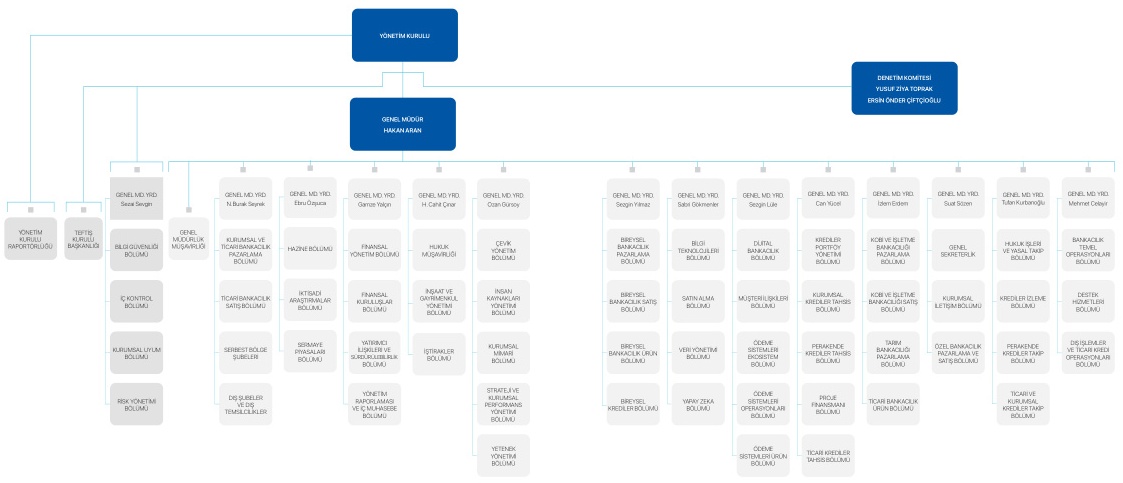 YÖNETİM KURULU
DENETİM KOMİTESİ
YUSUF ZİYA TOPRAK
ERSİN ÖNDER ÇİFTÇİOĞLU
GENEL MÜDÜR
HAKAN ARAN
YÖNETİM
KURULU
RAPORTÖRLÜĞÜ
TEFTİŞ
KURULU
BAŞKANLIĞI
GENEL MD. YRD.
Sezai Sevgin
BİLGİ GÜVENLİĞİ
BÖLÜMÜ
İÇ KONTROL
BÖLÜMÜ
KURUMSAL UYUM
BÖLÜMÜ
RİSK YÖNETİMİ
BÖLÜMÜ
GENEL
MÜDÜRLÜK
MÜŞAVİRLİĞİ
GENEL MD. YRD.
N.Burak Seyrek
KURUMSAL VE
TİCARİ BANKACILIK
PAZARLAMA
BÖLÜMÜ
TİCARİ BANKACILIK
SATIŞ BÖLÜMÜ
SERBEST BÖLGE
ŞUBELERİ
DIŞ ŞUBELER
VE DIŞ
TEMSİLCİLİKLER
GENEL MD. YRD.
Ebru Özşuca
HAZİNE BÖLÜMÜ
İKTİSADİ
ARAŞTIRMALAR
BÖLÜMÜ
SERMAYE
PİYASALARI
BÖLÜMÜ
GENEL MD. YRD.
Gamze Yalçın
FİNANSAL
YÖNETİM BÖLÜMÜ
FİNANSAL
KURULUŞLAR
BÖLÜMÜ
YATIRIMCI
İLİŞKİLERİ VE
SÜRDÜRÜLEBİLİRLİK
BÖLÜMÜ
YÖNETİM
RAPORLAMASI
VE İÇ MUHASEBE
BÖLÜMÜ
GENEL MD. YRD.
H. Cahit Çınar
HUKUK
MÜŞAVİRLİĞİ
İNŞAAT VE
GAYRİMENKUL
YÖNETİMİ
BÖLÜMÜ
İŞTİRAKLER
BÖLÜMÜ
GENEL MD. YRD.
Ozan Gürsoy
ÇEVİK
YÖNETİM
BÖLÜMÜ
İNSAN
KAYNAKLARI
YÖNETİMİ
BÖLÜMÜ
KURUMSAL
MİMARİ
BÖLÜMÜ
STRATEJİ VE
KURUMSAL
PERFORMANS
YÖNETİMİ
BÖLÜMÜ
YETENEK
YÖNETİMİ
BÖLÜMÜ
GENEL MD. YRD.
Sezgin Yılmaz
BİREYSEL
BANKACILIK
PAZARLAMA
BÖLÜMÜ
BİREYSEL
BANKACILIK SATIŞ
BÖLÜMÜ
BİREYSEL
BANKACILIK ÜRÜN
BÖLÜMÜ
BİREYSEL
KREDİLER BÖLÜMÜ
GENEL MD. YRD.
Sabri Gökmenler
BİLGİ
TEKNOLOJİLERİ
BÖLÜMÜ
SATIN ALMA
BÖLÜMÜ
VERİ YÖNETİMİ
BÖLÜMÜ
YAPAY ZEKA
BÖLÜMÜ
GENEL MD. YRD.
Sezgin Lüle
DİJİTAL
BANKACILIK
BÖLÜMÜ
MÜŞTERİ İLİŞKİLERİ
BÖLÜMÜ
ÖDEME
SİSTEMLERİ
EKOSİSTEM
BÖLÜMÜ
ÖDEME
SİSTEMLERİ
OPERASYONLARI
BÖLÜMÜ
ÖDEME
SİSTEMLERİ ÜRÜN
BÖLÜMÜ
GENEL MD. YRD.
Can Yücel
KREDİLER
PORTFÖY
YÖNETİMİ
BÖLÜMÜ
KURUMSAL
KREDİLER TAHSİS
BÖLÜMÜ
PERAKENDE
KREDİLER TAHSİS
BÖLÜMÜ
PROJE
FİNANSMANI
BÖLÜMÜ
TİCARİ KREDİLER
TAHSİS BÖLÜMÜ
GENEL MD. YRD.
İzlem Erdem
KOBİ VE İŞLETME
BANKACILIĞI
PAZARLAMA
BÖLÜMÜ
KOBİ VE İŞLETME
BANKACILIĞI SATIŞ
BÖLÜMÜ
TARIM
BANKACILIĞI
PAZARLAMA
BÖLÜMÜ
TİCARİ BANKACILIK
ÜRÜN BÖLÜMÜ
GENEL MD. YRD.
Suat Sözen
GENEL
SEKRETERLİK
KURUMSAL
İLETİŞİM BÖLÜMÜ
ÖZEL BANKACILIK
PAZARLAMA VE
SATIŞ BÖLÜMÜ
GENEL MD. YRD.
Tufan Kurbanoğlu
HUKUK İŞLERİ
VE YASAL TAKİP
BÖLÜMÜ
KREDİLER İZLEME
BÖLÜMÜ
PERAKENDE
KREDİLER TAKİP
BÖLÜMÜ
TİCARİ VE
KURUMSAL
KREDİLER TAKİP
BÖLÜMÜ
GENEL MD. YRD.
Mehmet Celayir
BANKACILIK
TEMEL
OPERASYONLARI
BÖLÜMÜ
DESTEK
HİZMETLERİ
BÖLÜMÜ
DIŞ İŞLEMLER
VE TİCARİ KREDİ
OPERASYONLARI
BÖLÜMÜ